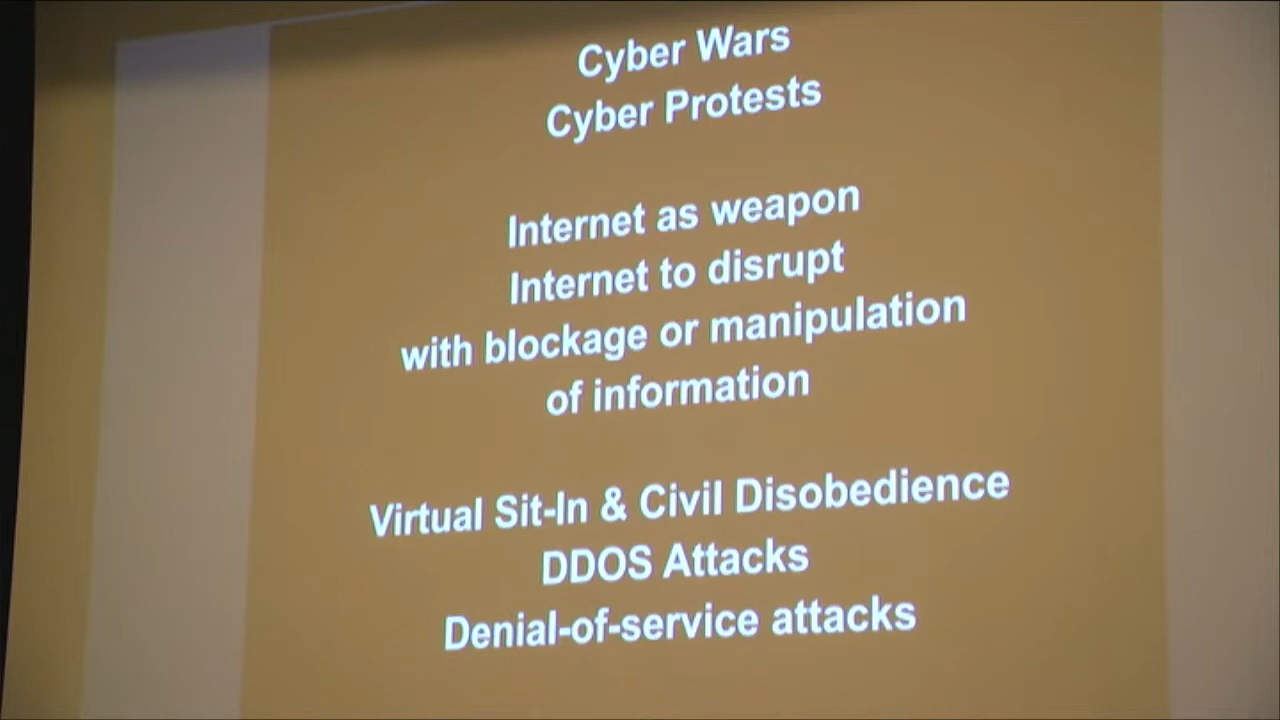 Cyber Wars
Cyber Protests
Internet as weapon
Internet to disrupt
with blockage or manipulation
of information
Virtual Sit-In & Civil Disobedience
DDOS Attacks
Denial-of-service attacks